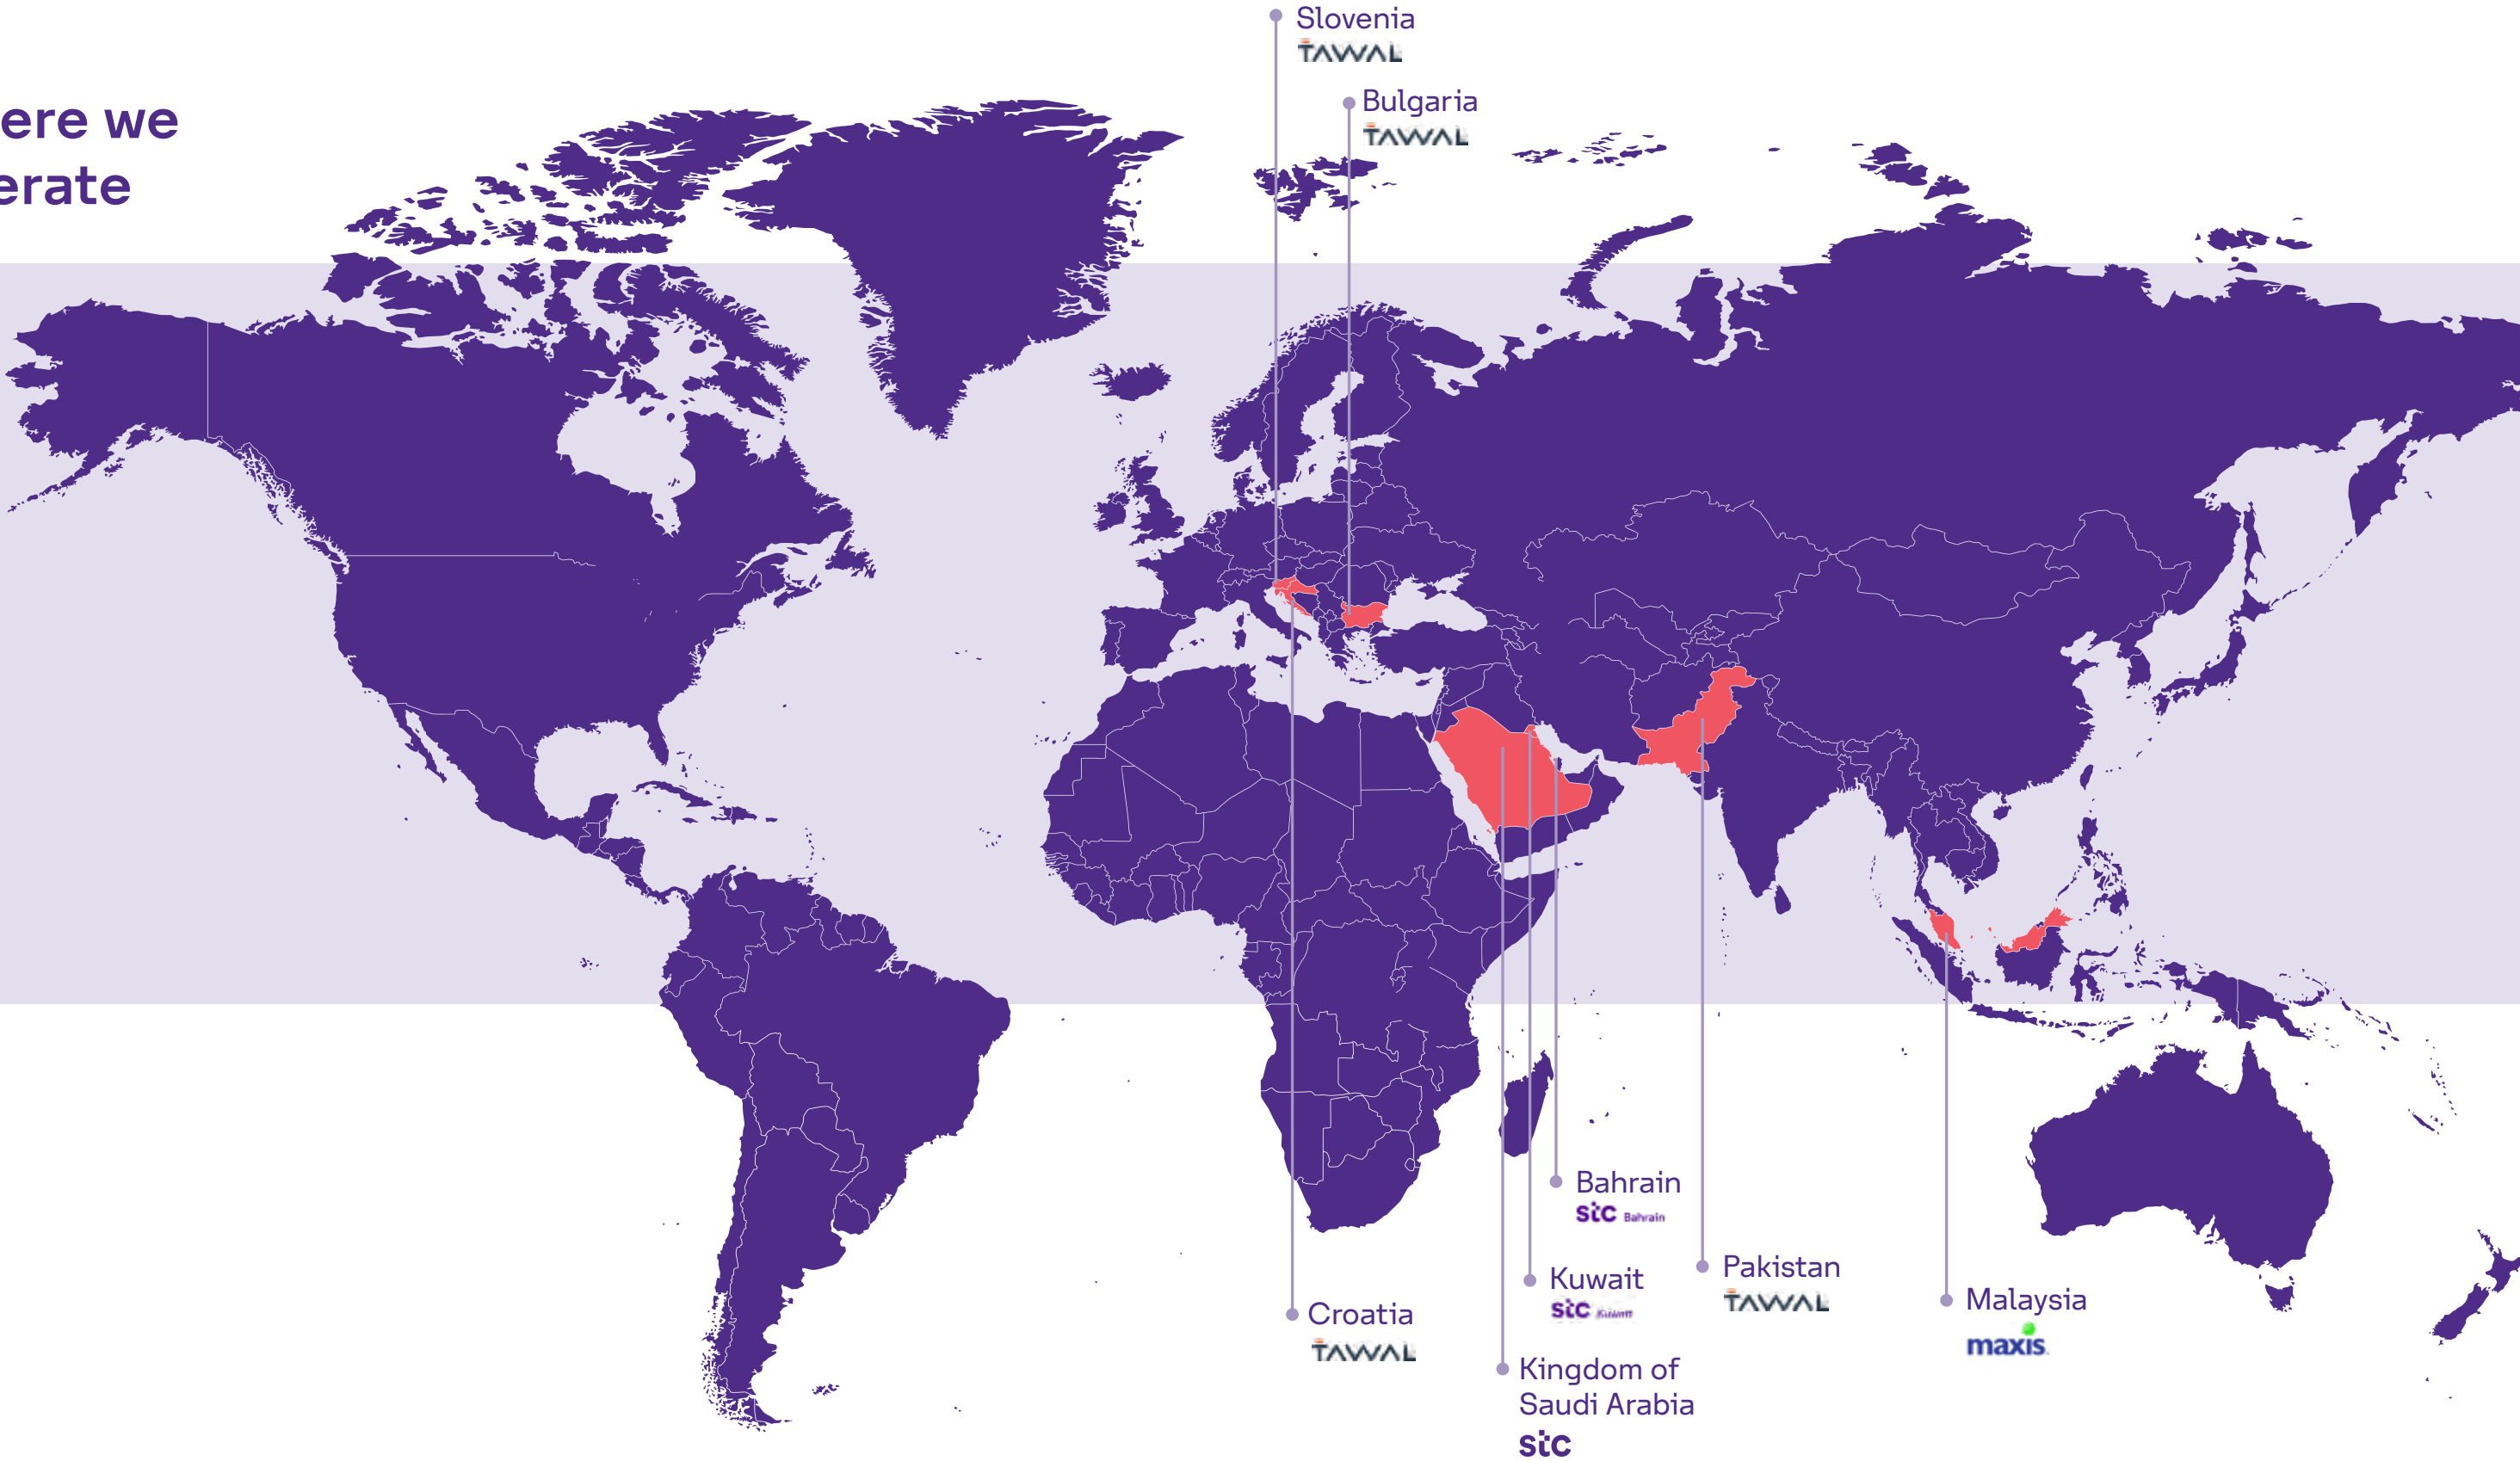 Slovenia
TAWAL
Bulgaria
TAWAL
ere we
erate
Bahrain
stc Bahrain
Kuwait
stc Kuwait
Pakistan
TAWAL
Malaysia
maxis
Croatia
TAWAL
Kingdom of
Saudi Arabia
stc